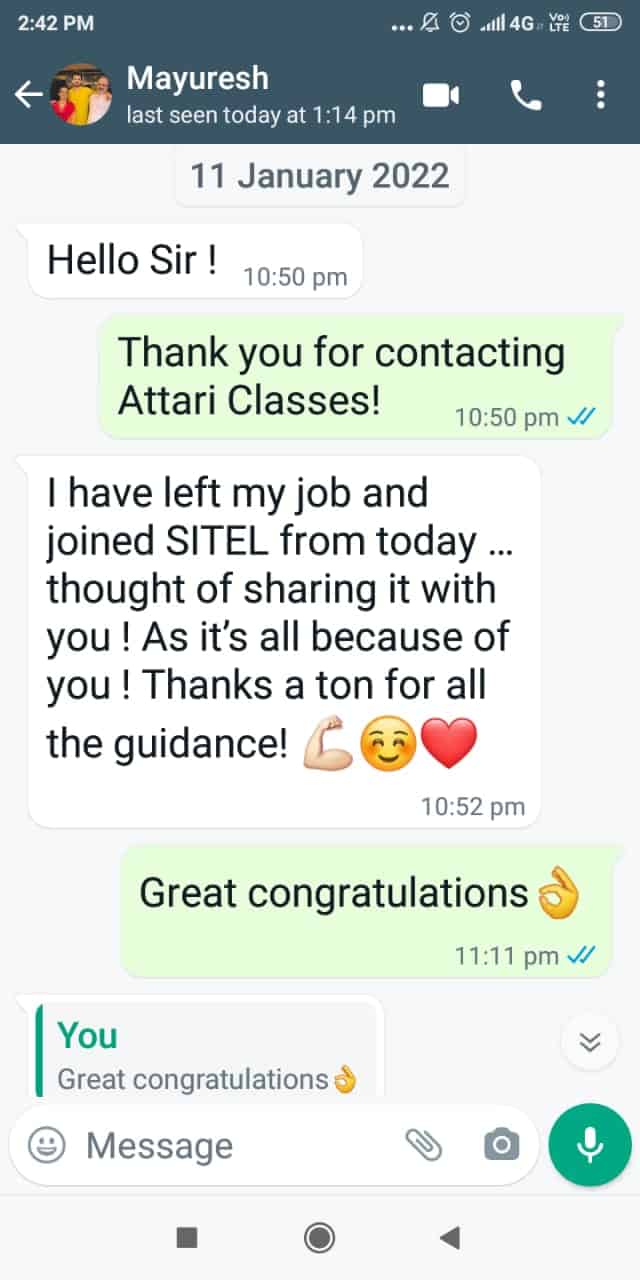 2:42 PM 4G Vo) LTE 51
Mayuresh
last seen today at 1:14 pm
11 January 2022
Hello Sir ! 10:50 pm
Thank you for contacting
Attari Classes! 10:50 pm
I have left my job and
joined SITEL from today ...
thought of sharing it with
you ! As it's all because of
you ! Thanks a ton for all
the guidance! 💪🏻☺️❤️
10:52 pm
Great congratulations👌
11:11 pm
You
Great congratulations👌
Message